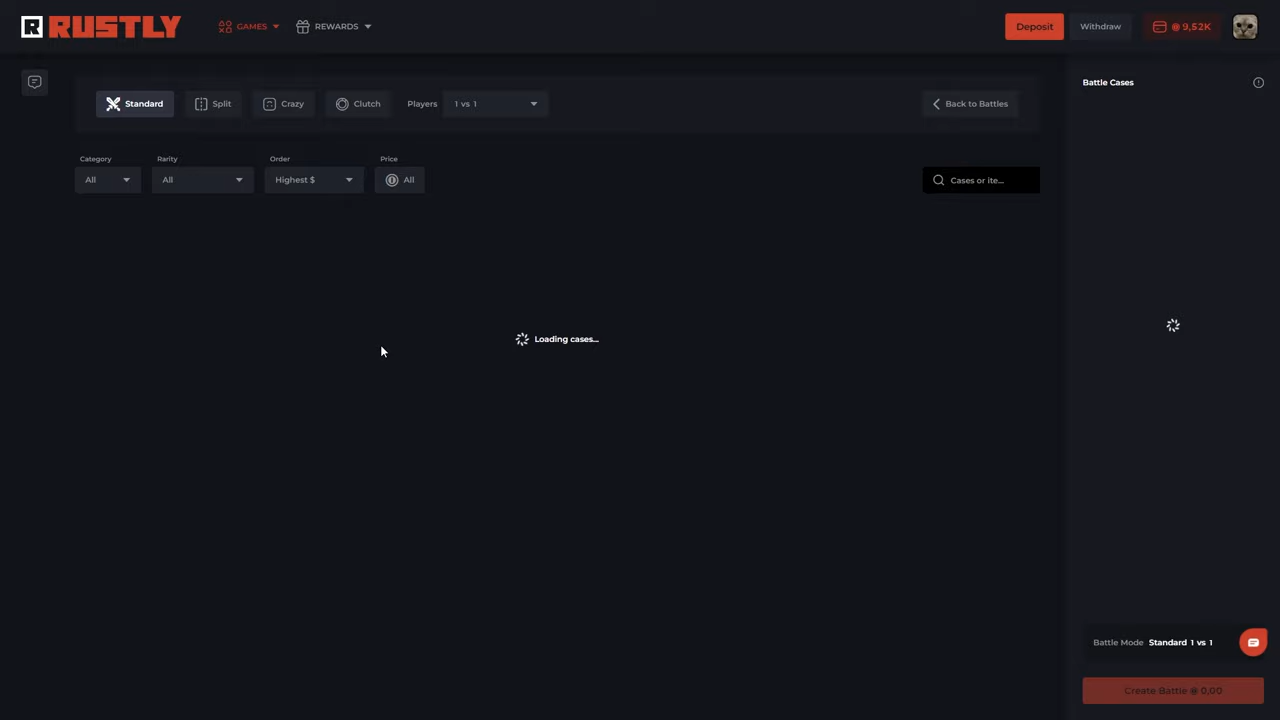 RUSTLY
GAMES
REWARDS
Deposit
Withdraw
9,52K
Standard
Split
Crazy
Clutch
Players
1 vs 1
Back to Battles
Battle Cases
Category
Rarity
Order
Price
All
All
Highest $
All
Cases or ite...
Loading cases...
Battle Mode Standard 1 vs 1
Create Battle 0,00